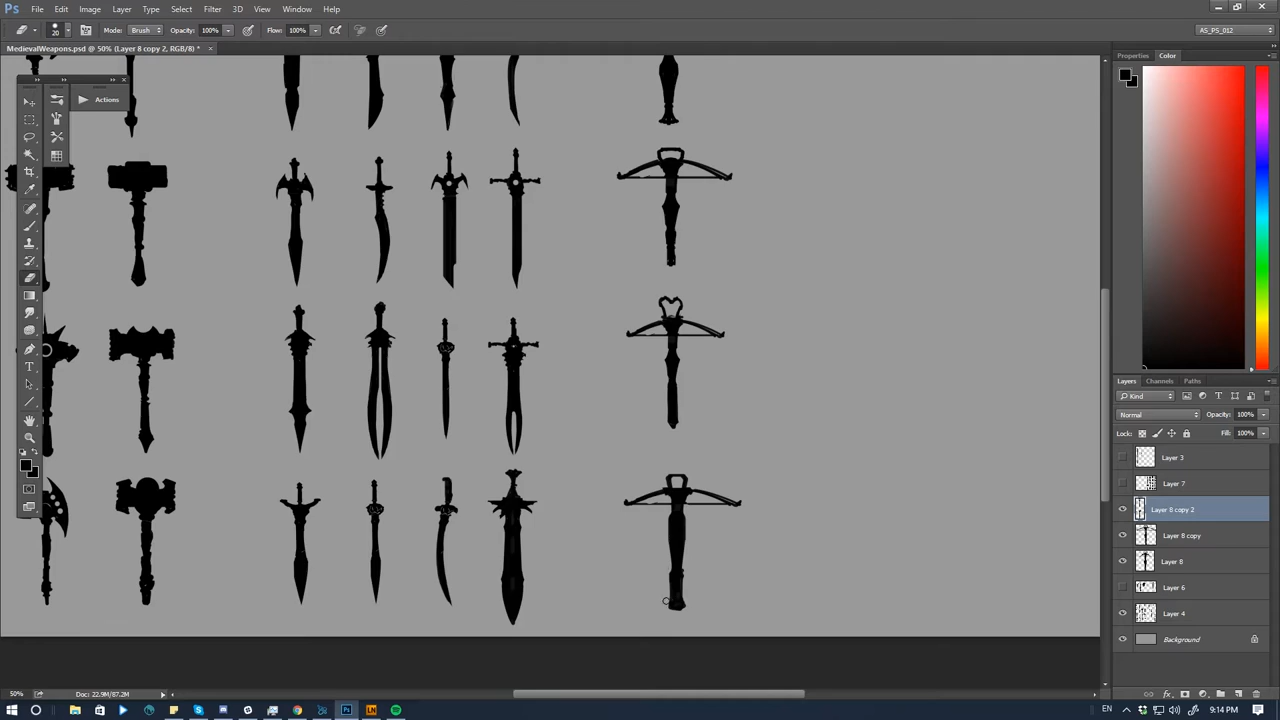 Ps File Edit Image Layer Type Select Filter 3D View Window Help
20 Mode: Brush Opacity: 100% Flow: 100% AS_PS_012
MedievalWeapons.psd @ 50% (Layer 8 copy 2, RGB/8) * ×
Properties Color
Actions
T
Layers Channels Paths
Kind
Normal Opacity: 100%
Lock: Fill: 100%
Layer 3
Layer 7
Layer 8 copy 2
Layer 8 copy
Layer 8
Layer 6
Layer 4
Background
50% Doc: 22.9M/87.2M
Ps LN EN 9:14 PM